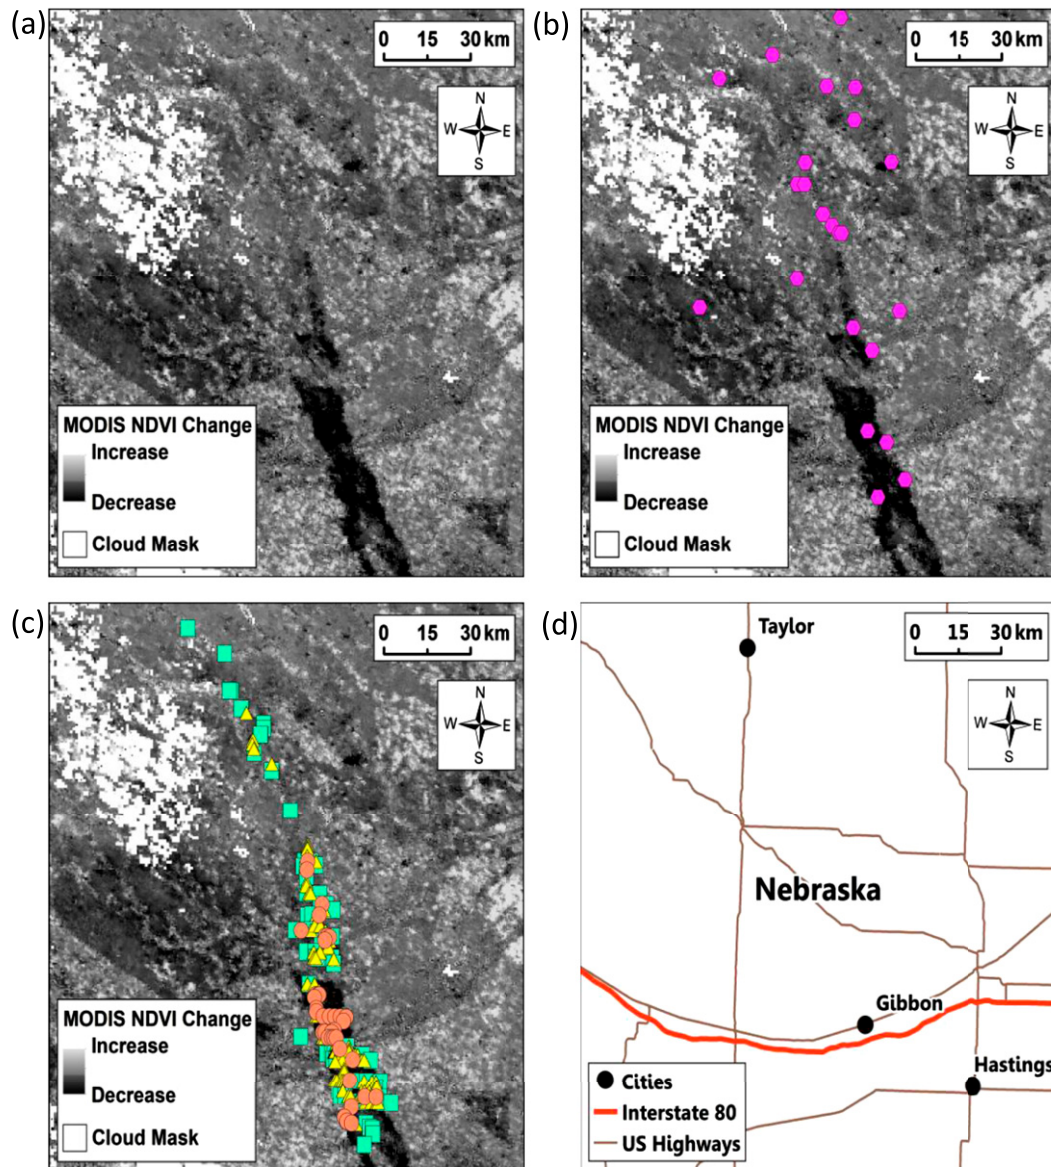 (a)
0 15 30 km
N
W E
S
MODIS NDVI Change
Increase
Decrease
Cloud Mask
(b)
0 15 30 km
N
W E
S
MODIS NDVI Change
Increase
Decrease
Cloud Mask
(c)
0 15 30 km
N
W E
S
MODIS NDVI Change
Increase
Decrease
Cloud Mask
(d)
Taylor
0 15 30 km
N
W E
S
Nebraska
Gibbon
Hastings
Cities
Interstate 80
US Highways